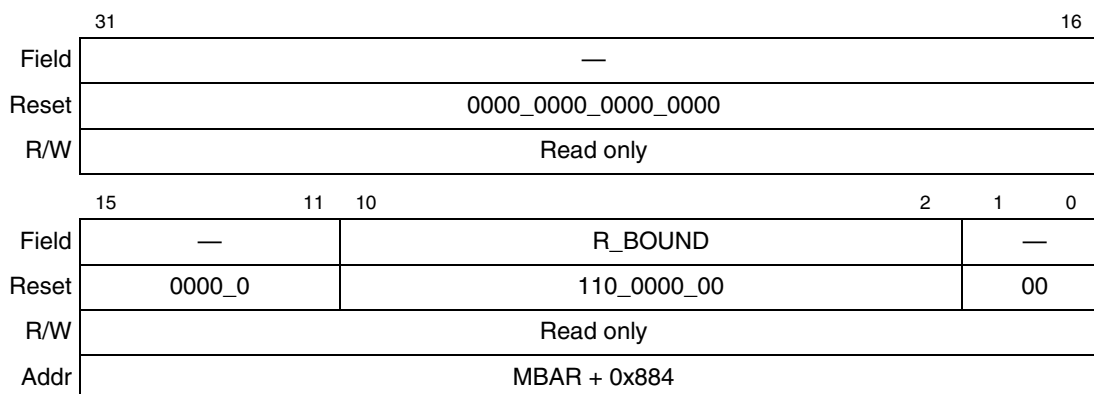 31 16
Field —
Reset 0000_0000_0000_0000
R/W Read only
15 11 10 2 1 0
Field — R_BOUND —
Reset 0000_0 110_0000_00 00
R/W Read only
Addr MBAR + 0x884